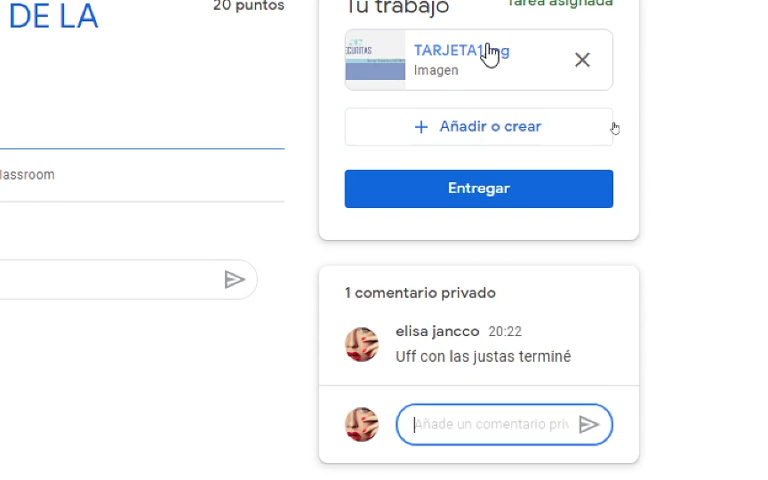 DE LA
20 puntos
lassroom
Tu trabajo
Tarea asignada
TARJETA1
Imagen
+ Añadir o crear
Entregar
1 comentario privado
elisa jancco 20:22
Uff con las justas terminé
Añade un comentario priv